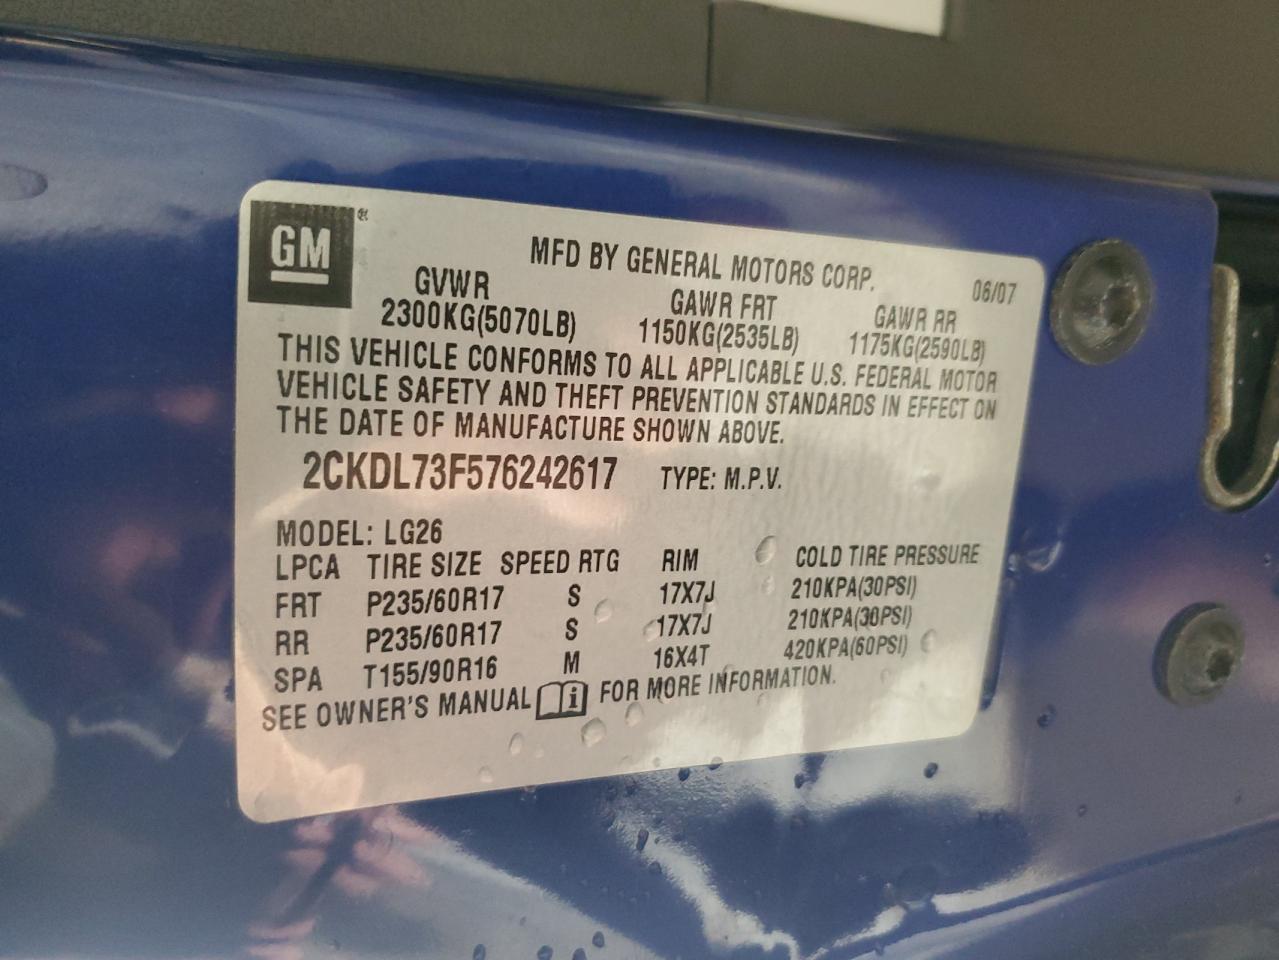 GM®
MFD BY GENERAL MOTORS CORP. 06/07
GVWR GAWR FRT GAWR RR
2300KG(5070LB) 1150KG(2535LB) 1175KG(2590LB)
THIS VEHICLE CONFORMS TO ALL APPLICABLE U.S. FEDERAL MOTOR
VEHICLE SAFETY AND THEFT PREVENTION STANDARDS IN EFFECT ON
THE DATE OF MANUFACTURE SHOWN ABOVE.
2CKDL73F576242617 TYPE: M.P.V.
MODEL: LG26
LPCA TIRE SIZE SPEED RTG RIM COLD TIRE PRESSURE
FRT P235/60R17 S 17X7J 210KPA(30PSI)
RR P235/60R17 S 17X7J 210KPA(30PSI)
SPA T155/90R16 M 16X4T 420KPA(60PSI)
SEE OWNER'S MANUAL i FOR MORE INFORMATION.